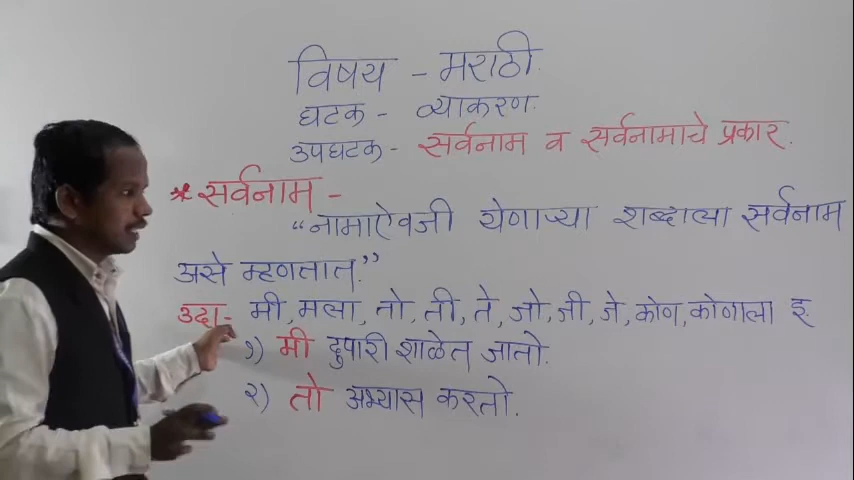 विषय - मराठी.
घटक - व्याकरण.
उपघटक - सर्वनाम व सर्वनामाचे प्रकार.
* सर्वनाम -
“नामाऐवजी येणाऱ्या शब्दाला सर्वनाम
असे म्हणतात.”
उदा- मी, मला, तो, ती, ते, जो, जी, जे, कोण, कोणाला इ
१) मी दुपारी शाळेत जातो.
२) तो अभ्यास करतो.